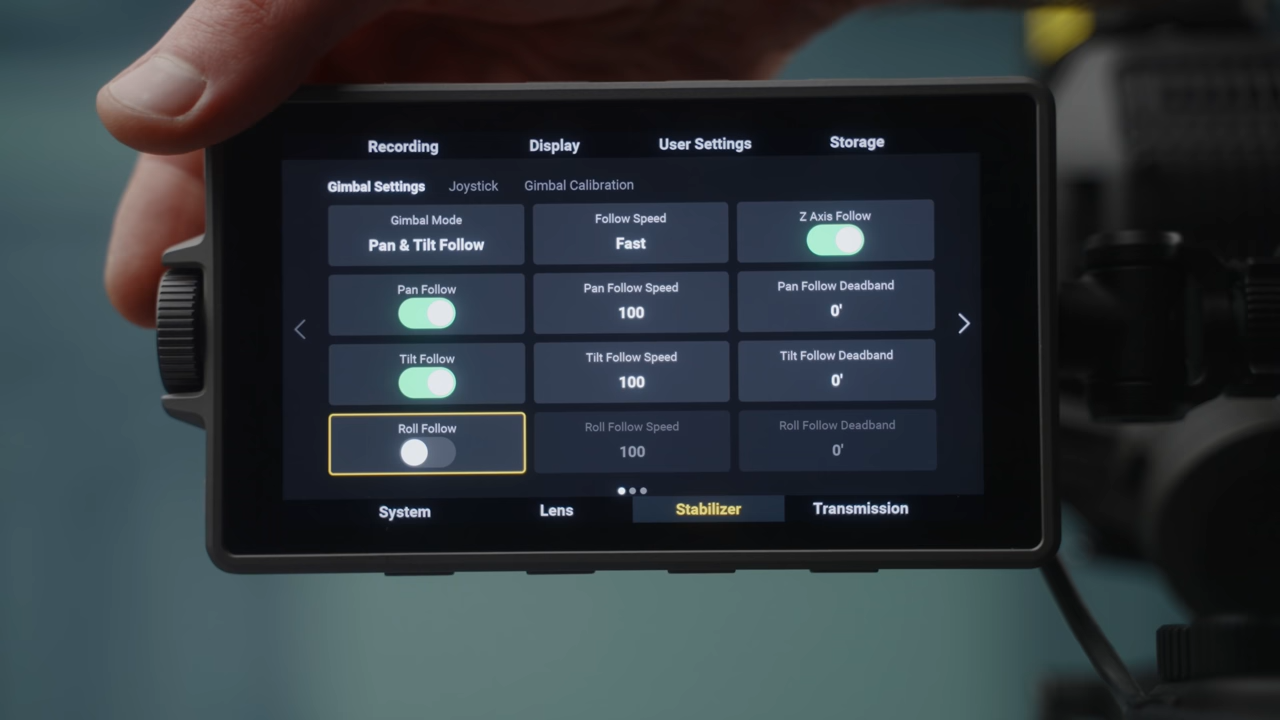 Recording Display User Settings Storage
Gimbal Settings Joystick Gimbal Calibration
Gimbal Mode
Pan & Tilt Follow
Follow Speed
Fast
Z Axis Follow
Pan Follow
Pan Follow Speed
100
Pan Follow Deadband
0'
Tilt Follow
Tilt Follow Speed
100
Tilt Follow Deadband
0'
Roll Follow
Roll Follow Speed
100
Roll Follow Deadband
0'
System Lens Stabilizer Transmission